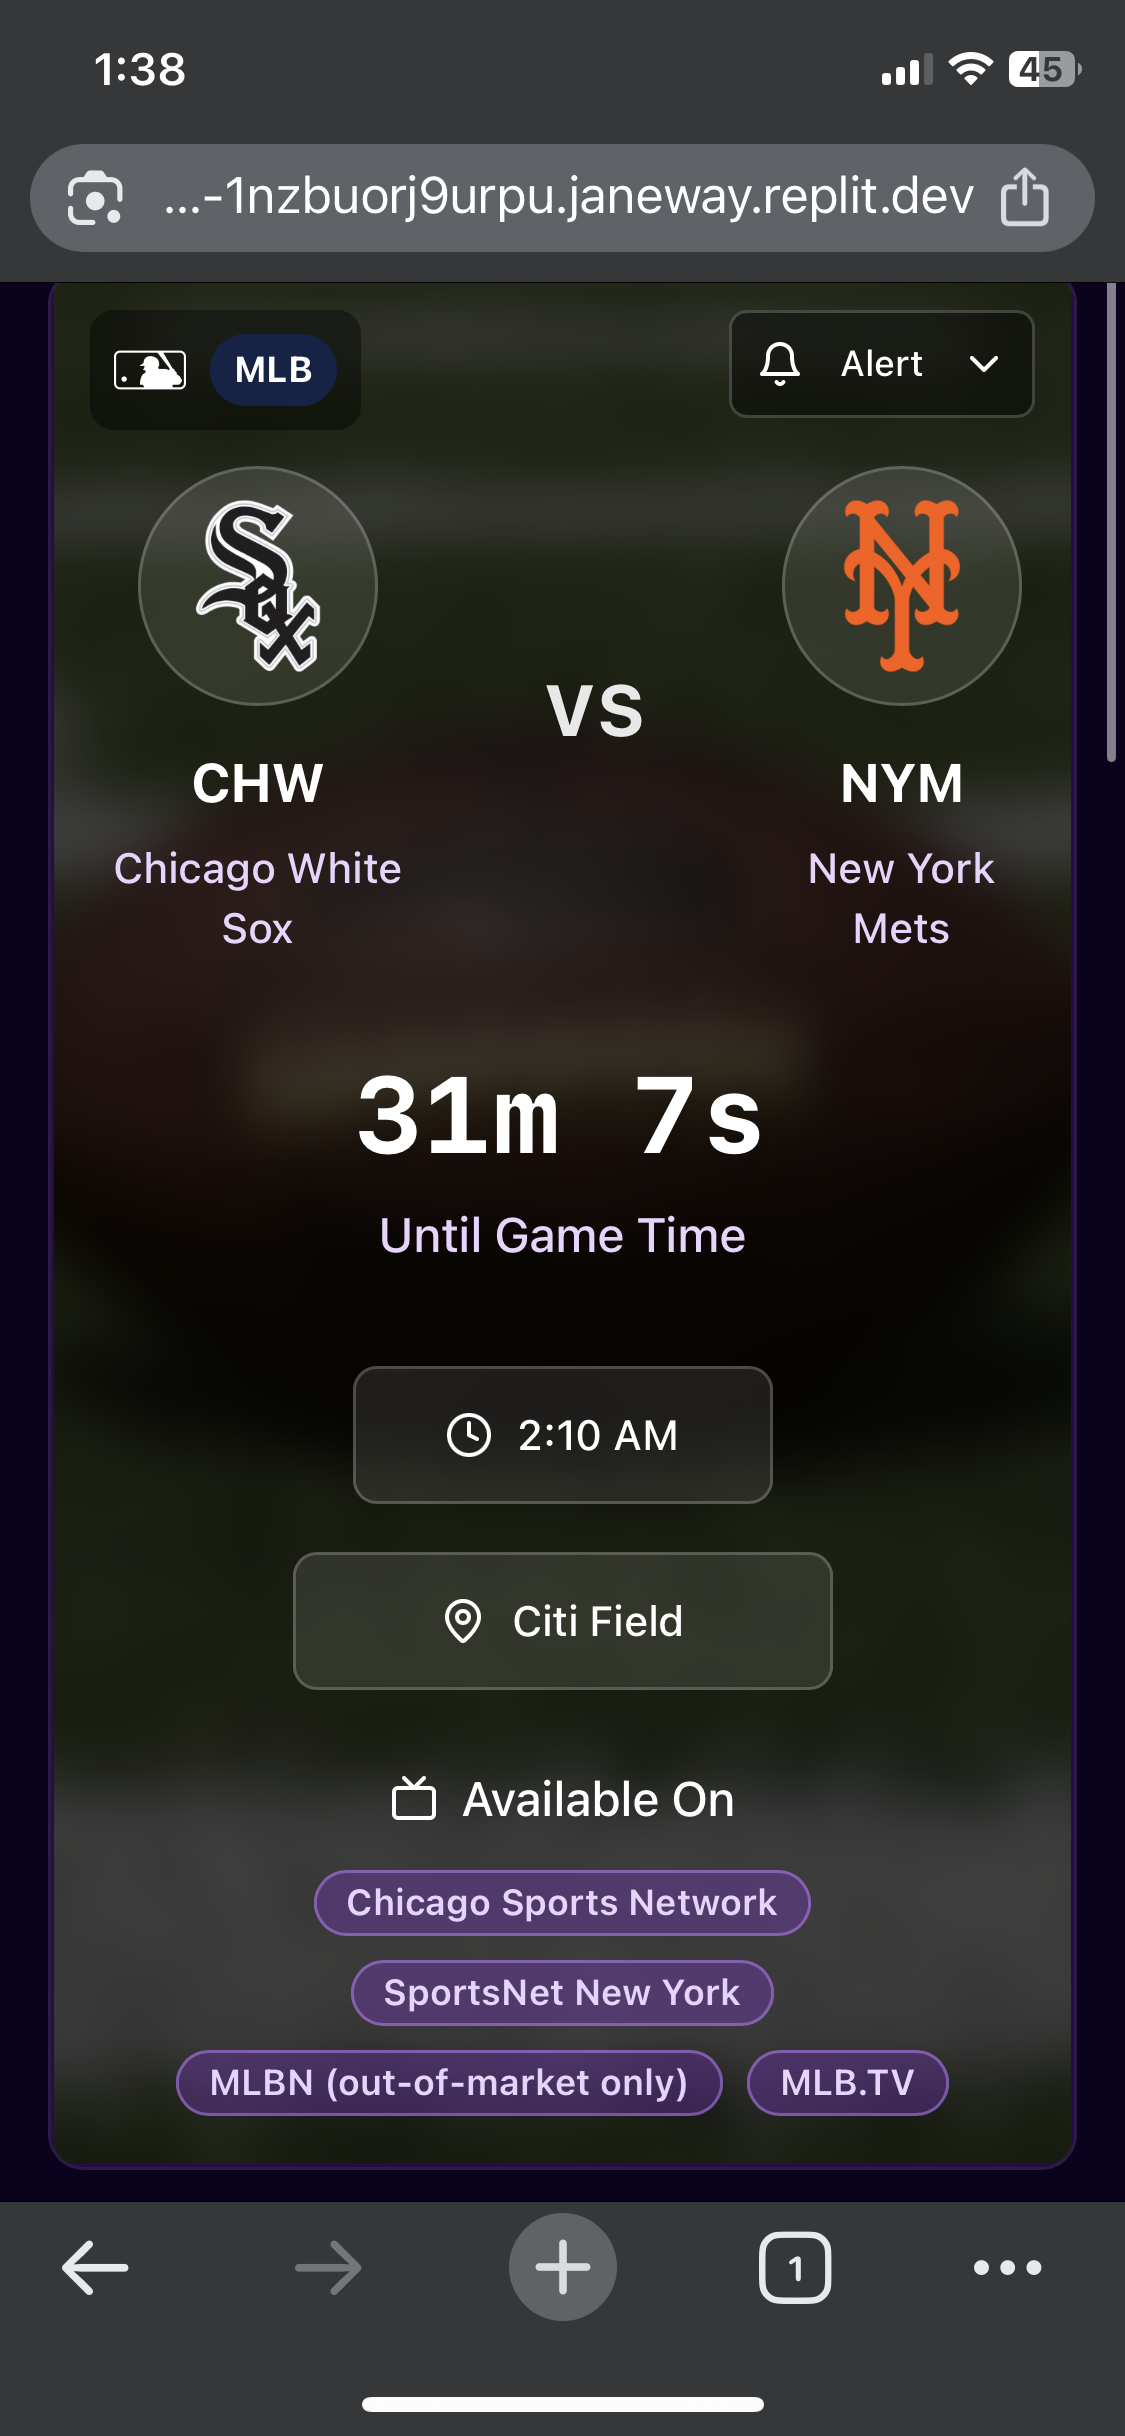 1:38
45
...-1nzbuorj9urpu.janeway.replit.dev
MLB
Alert
CHW
Chicago White
Sox
VS
NYM
New York
Mets
31m 7s
Until Game Time
2:10 AM
Citi Field
Available On
Chicago Sports Network
SportsNet New York
MLBN (out-of-market only)
MLB.TV
1